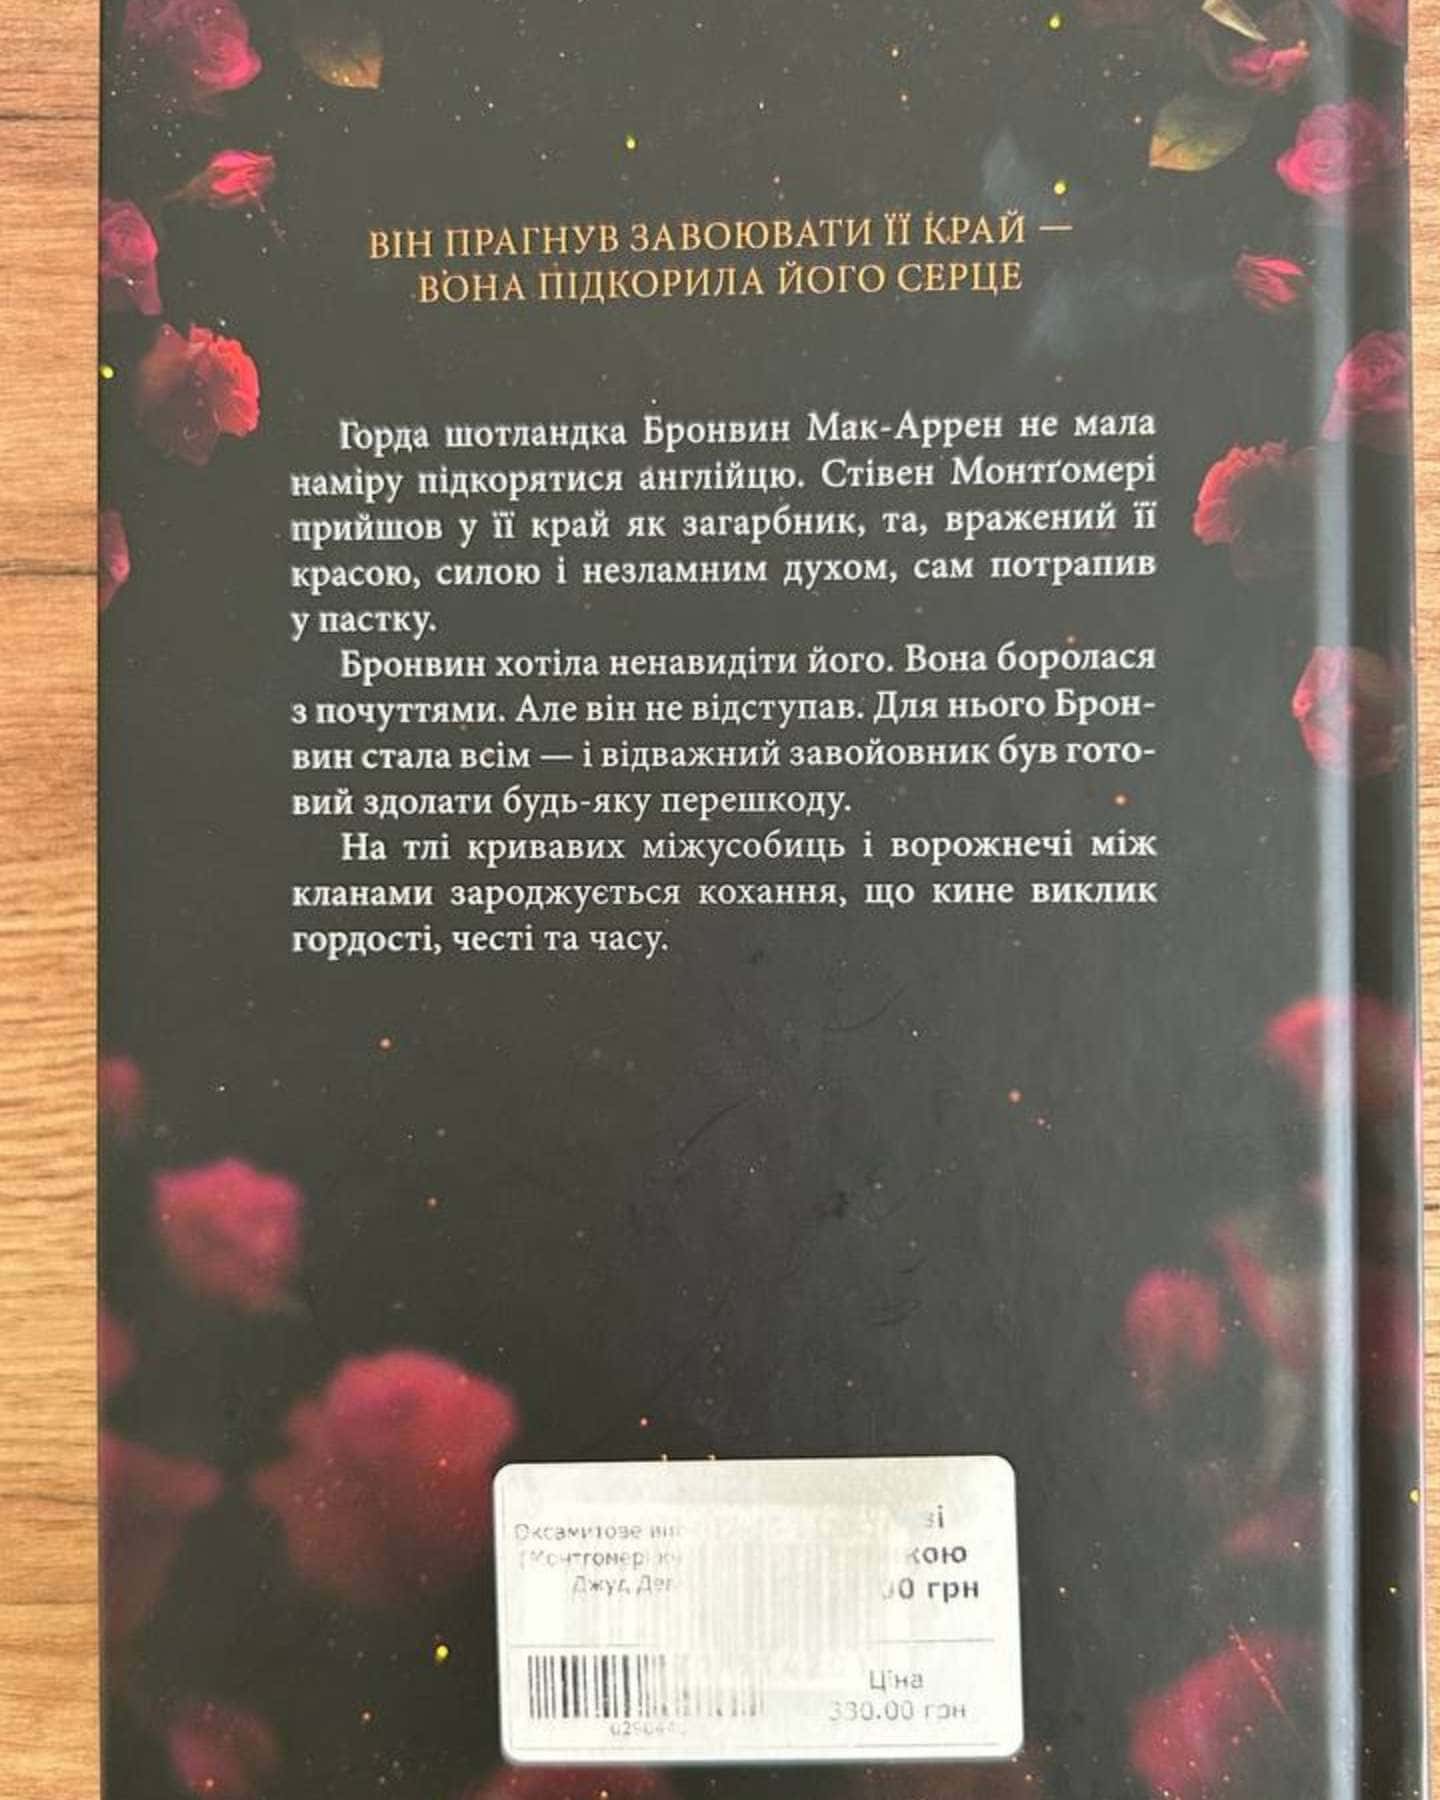 ВІН ПРАГНУВ ЗАВОЮВАТИ ЇЇ КРАЙ —
ВОНА ПІДКОРИЛА ЙОГО СЕРЦЕ
Горда шотландка Бронвин Мак-Аррен не мала
наміру підкорятися англійцю. Стівен Монтґомері
прийшов у її край як загарбник, та, вражений її
красою, силою і незламним духом, сам потрапив
у пастку.
Бронвин хотіла ненавидіти його. Вона боролася
з почуттями. Але він не відступав. Для нього Брон-
вин стала всім — і відважний завойовник був гото-
вий здолати будь-яку перешкоду.
На тлі кривавих міжусобиць і ворожнечі між
кланами зароджується кохання, що кине виклик
гордості, честі та часу.
Оксамитове
Джуд
грн
Ціна
грн